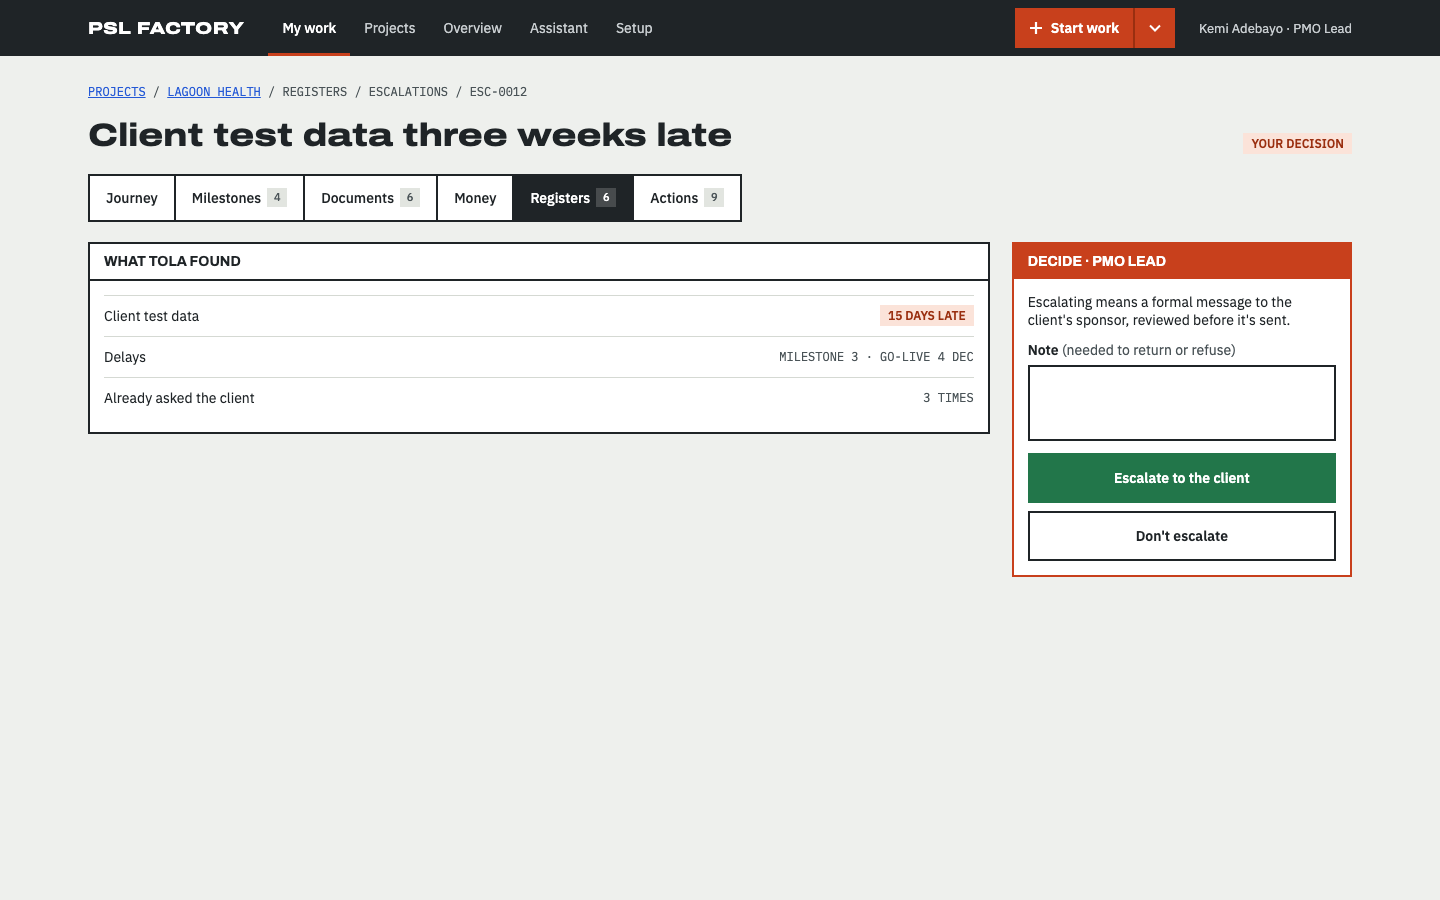 PSL FACTORY
My work
Projects
Overview
Assistant
Setup
+ Start work
Kemi Adebayo · PMO Lead
PROJECTS / LAGOON HEALTH / REGISTERS / ESCALATIONS / ESC-0012
Client test data three weeks late
YOUR DECISION
Journey
Milestones 4
Documents 6
Money
Registers 6
Actions 9
WHAT TOLA FOUND
Client test data 15 DAYS LATE
Delays MILESTONE 3 · GO-LIVE 4 DEC
Already asked the client 3 TIMES
DECIDE · PMO LEAD
Escalating means a formal message to the
client's sponsor, reviewed before it's sent.
Note (needed to return or refuse)
Escalate to the client
Don't escalate